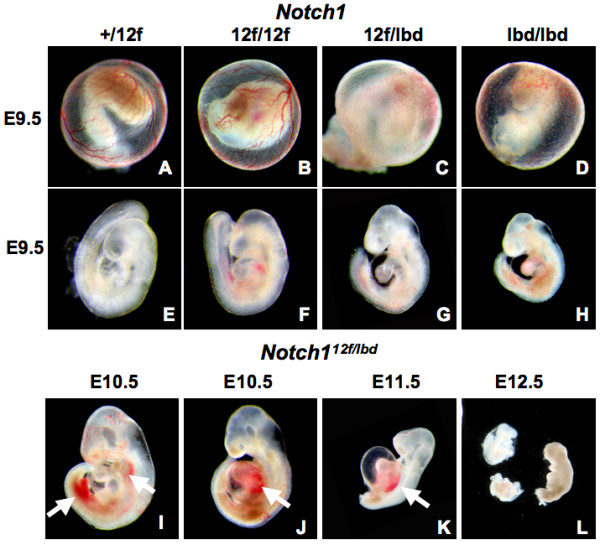 Notch1
+/12f 12f/12f 12f/lbd lbd/lbd
E9.5
A B C D
E9.5
E F G H
Notch1 12f/lbd
E10.5 E10.5 E11.5 E12.5
I J K L